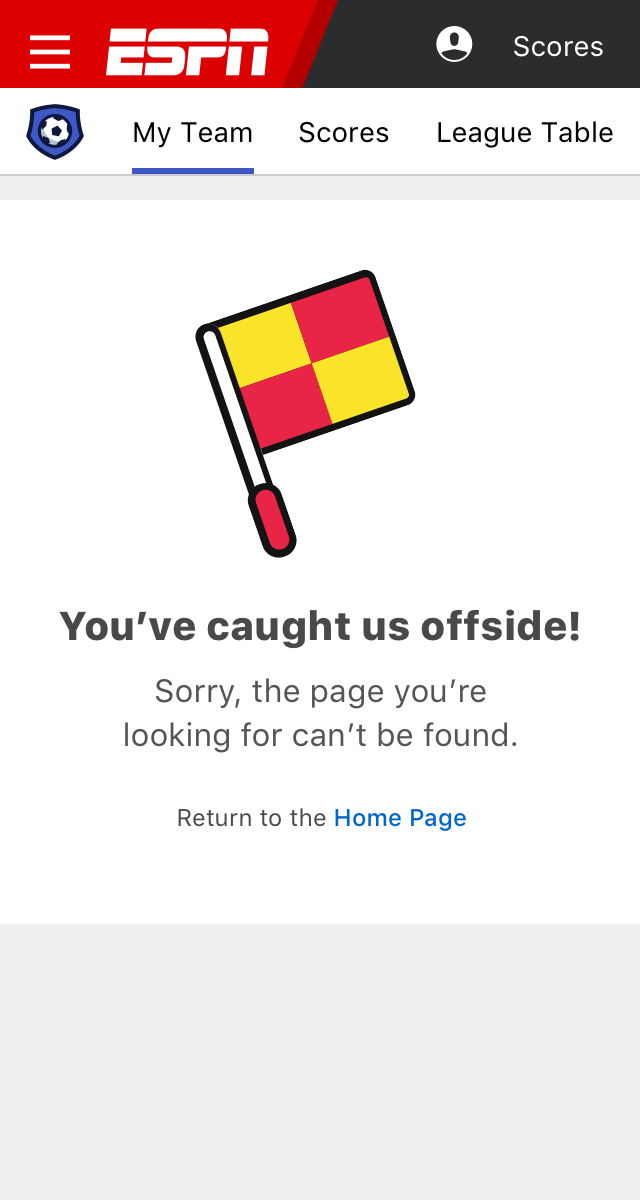 ESPN
Scores
My Team Scores League Table
You’ve caught us offside!
Sorry, the page you’re
looking for can’t be found.
Return to the Home Page